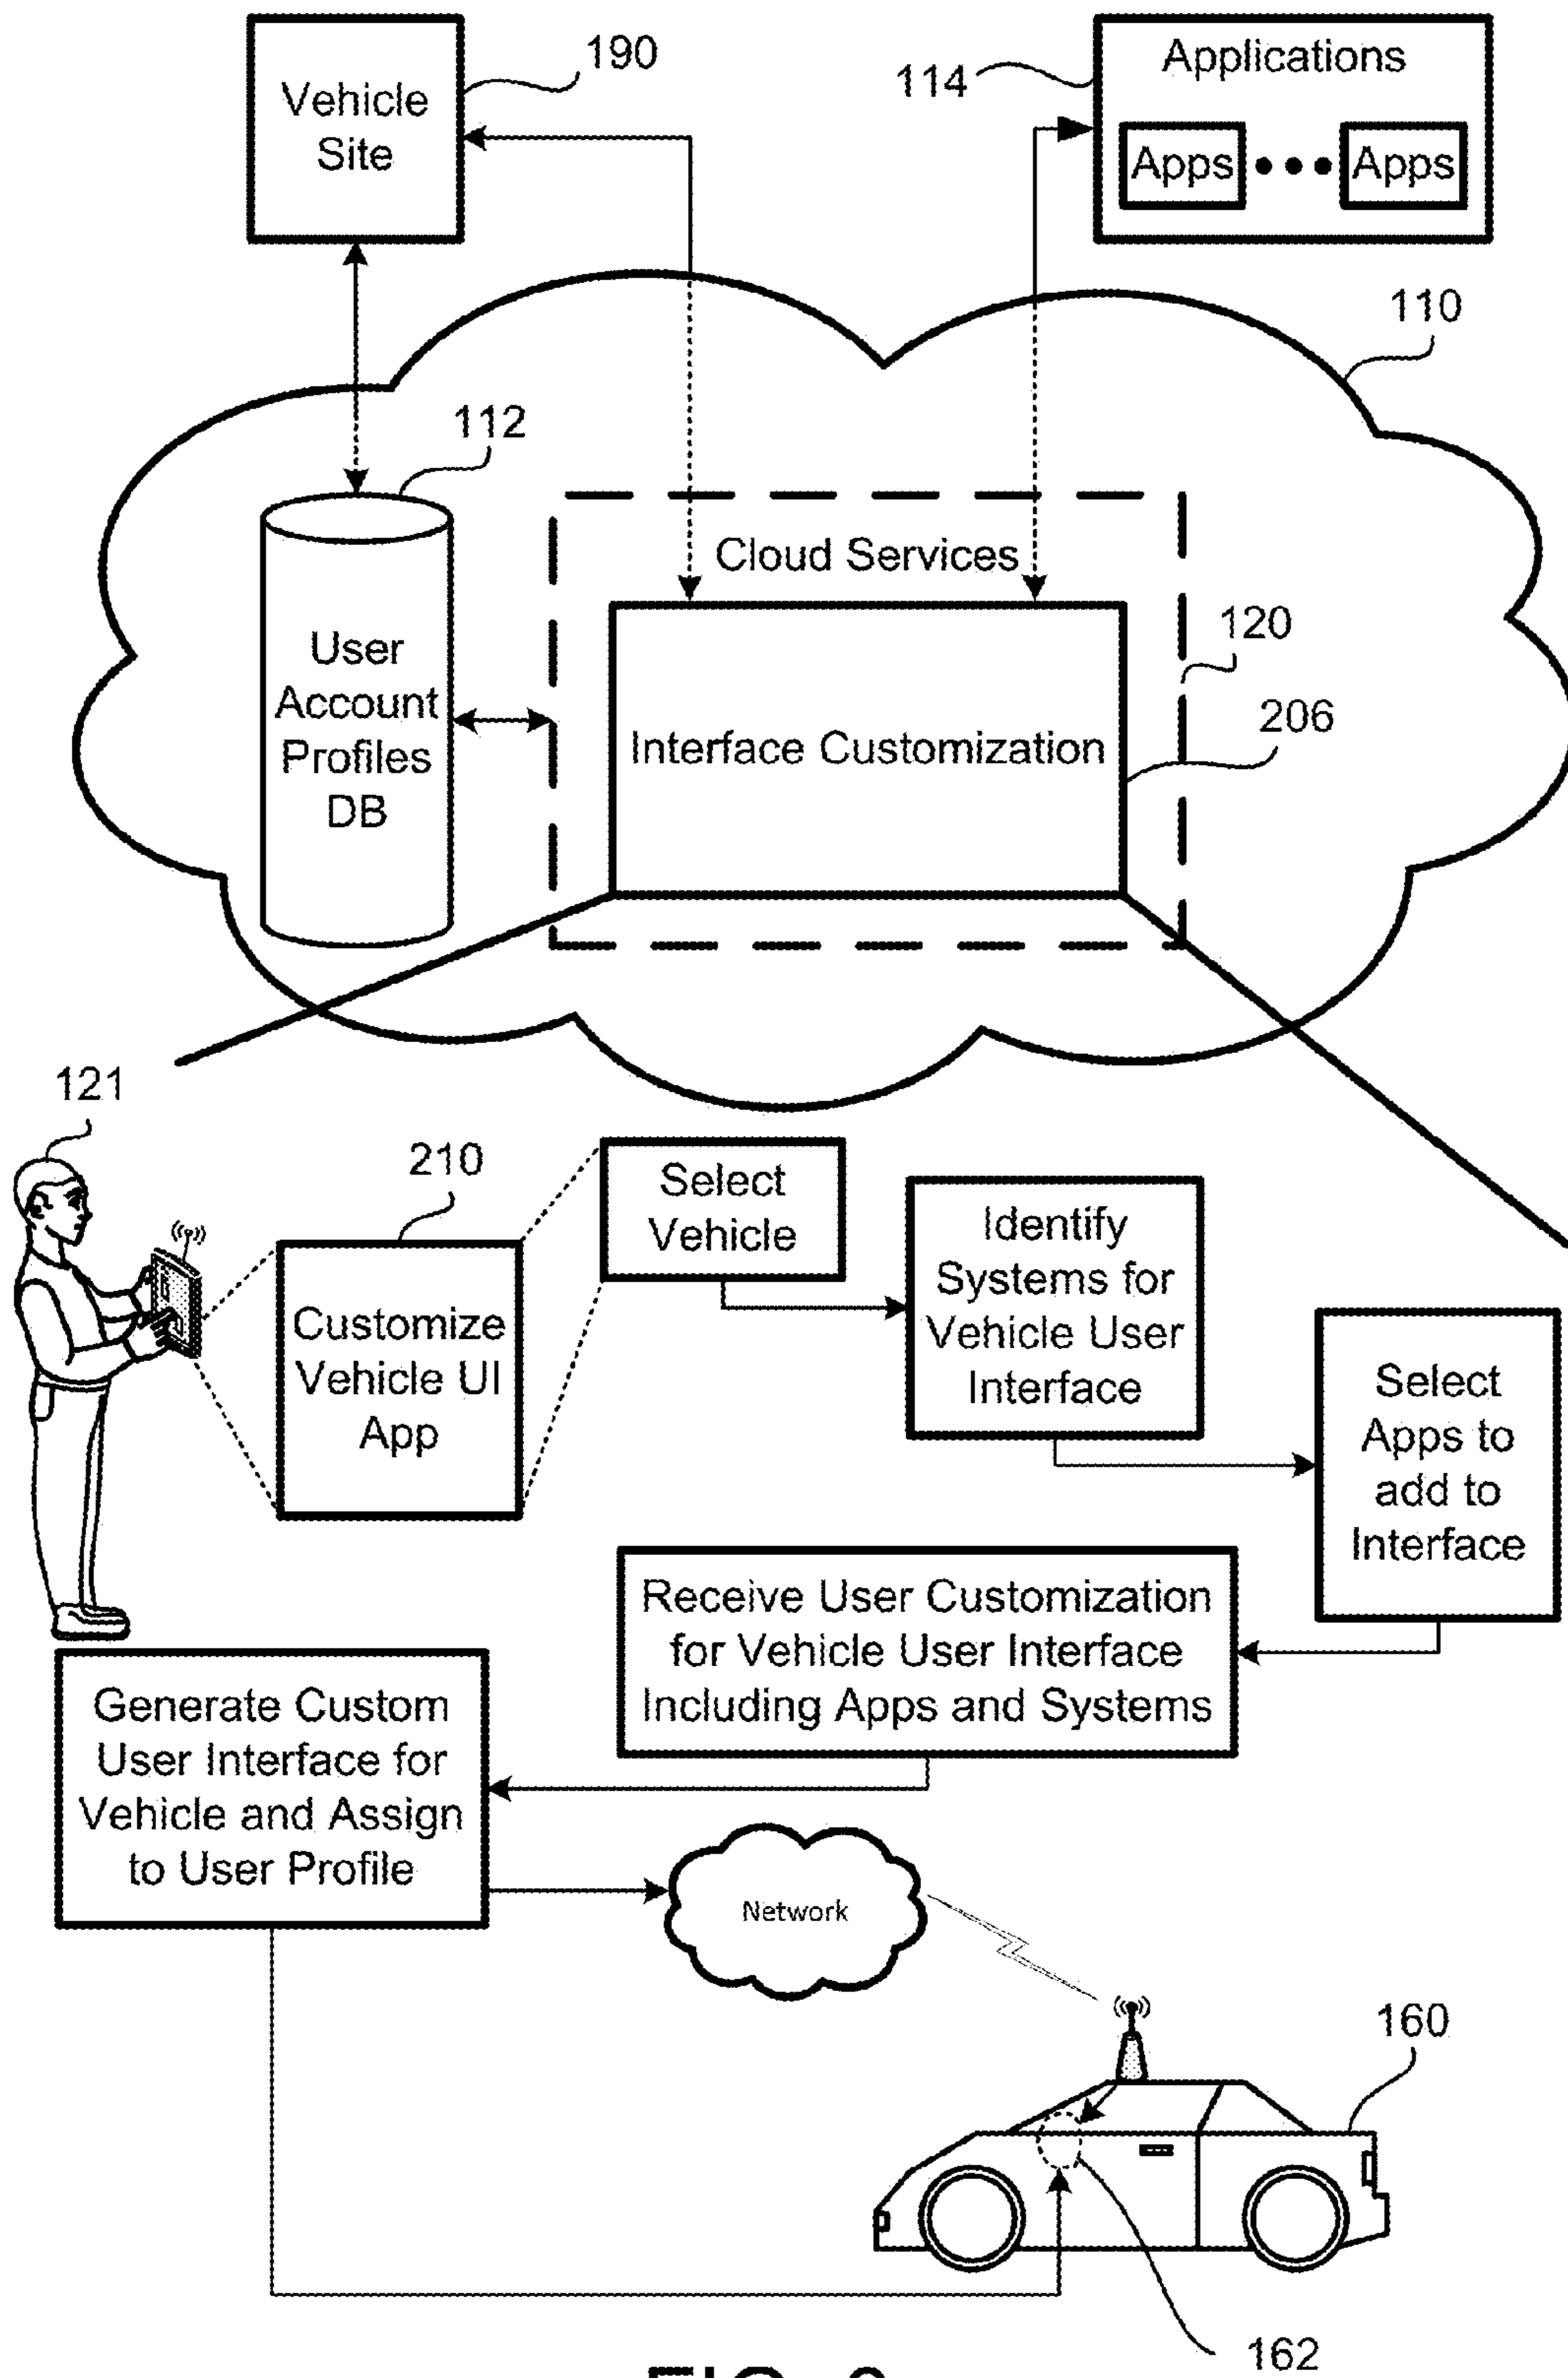 190
Vehicle
Site
114
Applications
Apps ••• Apps
110
112
Cloud Services
User
Account
Profiles
DB
120
206
Interface Customization
121
210
Customize
Vehicle UI
App
Select
Vehicle
Identify
Systems for
Vehicle User
Interface
Select
Apps to
add to
Interface
Receive User Customization
for Vehicle User Interface
Including Apps and Systems
Generate Custom
User Interface for
Vehicle and Assign
to User Profile
Network
160
162
FIG.